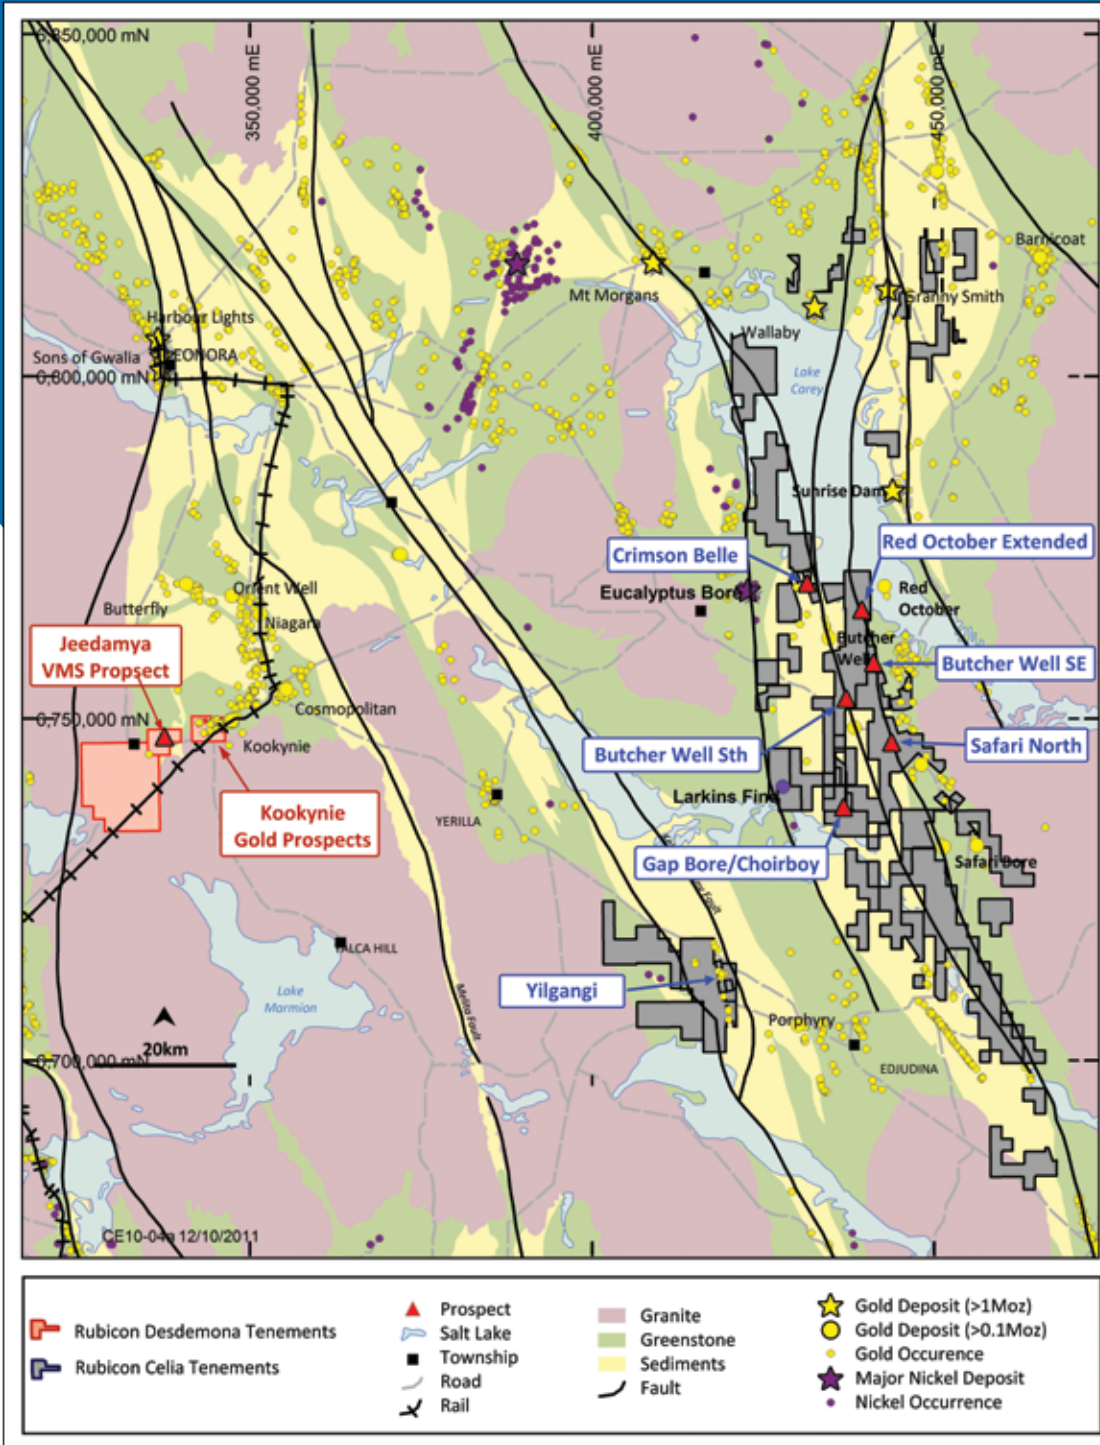 6,850,000 mN
350,000 mE
400,000 mE
450,000 mE
Barnicoat
Mt Morgans
Granny Smith
Harbour Lights
Wallaby
Sons of Gwalia
LEONORA
6,800,000 mN
Lake
Carey
Sunrise Dam
Red October Extended
Crimson Belle
Orient Well
Eucalyptus Bore
Red
October
Butterfly
Niagara
Butcher
Well
Jeedamya
VMS Propsect
Butcher Well SE
Cosmopolitan
6,750,000 mN
Kookynie
Butcher Well Sth
Safari North
Larkins Find
Kookynie
Gold Prospects
YERILLA
Gap Bore/Choirboy
Safari Bore
Fault
YALCA HILL
Lake
Marmion
Yilgangi
Melita Fault
Porphyry
20km
6,700,000 mN
EDJUDINA
CE10-04a 12/10/2011
Rubicon Desdemona Tenements
Rubicon Celia Tenements
Prospect
Salt Lake
Township
Road
Rail
Granite
Greenstone
Sediments
Fault
Gold Deposit (>1Moz)
Gold Deposit (>0.1Moz)
Gold Occurence
Major Nickel Deposit
Nickel Occurrence